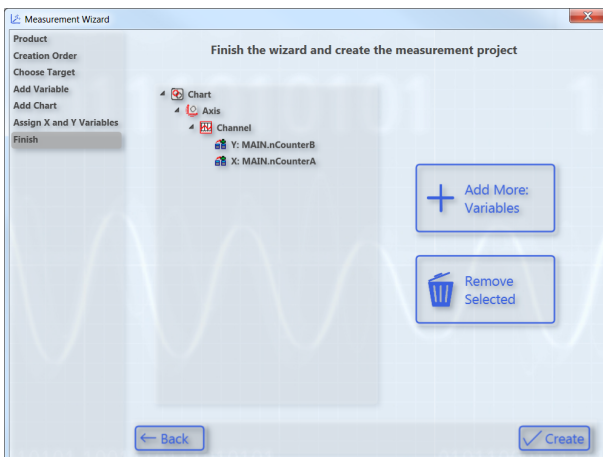 Measurement Wizard
Product
Creation Order
Choose Target
Add Variable
Add Chart
Assign X and Y Variables
Finish
Finish the wizard and create the measurement project
Chart
Axis
Channel
Y: MAIN.nCounterB
X: MAIN.nCounterA
Add More:
Variables
Remove
Selected
Back
Create